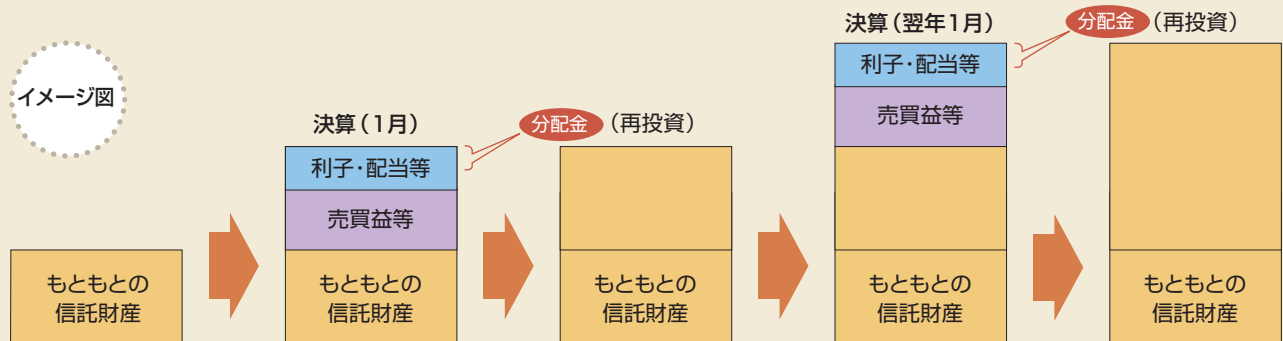 イメージ図
もともとの
信託財産
決算（1月）
分配金（再投資）
利子・配当等
売買益等
もともとの
信託財産
もともとの
信託財産
決算（翌年1月）
分配金（再投資）
利子・配当等
売買益等
もともとの
信託財産
もともとの
信託財産